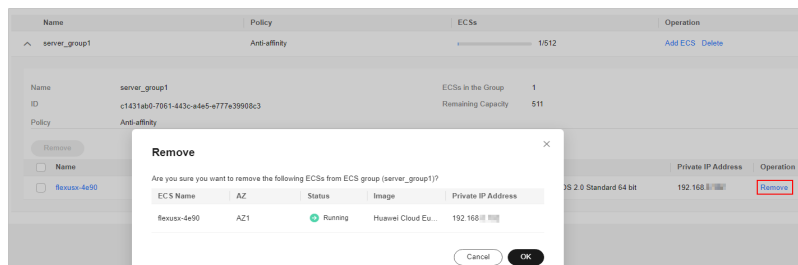 Name Policy ECSs Operation
server_group1 Anti-affinity 1/512 Add ECS Delete
Name server_group1 ECSs in the Group 1
ID c1431ab0-7061-443c-a4e5-e777e39908c3 Remaining Capacity 511
Policy Anti-affinity
Remove
Name Private IP Address Operation
flexusx-4e90 OS 2.0 Standard 64 bit 192.168. Remove
Remove
Are you sure you want to remove the following ECSs from ECS group (server_group1)?
ECS Name AZ Status Image Private IP Address
flexusx-4e90 AZ1 Running Huawei Cloud Eu... 192.168
Cancel OK